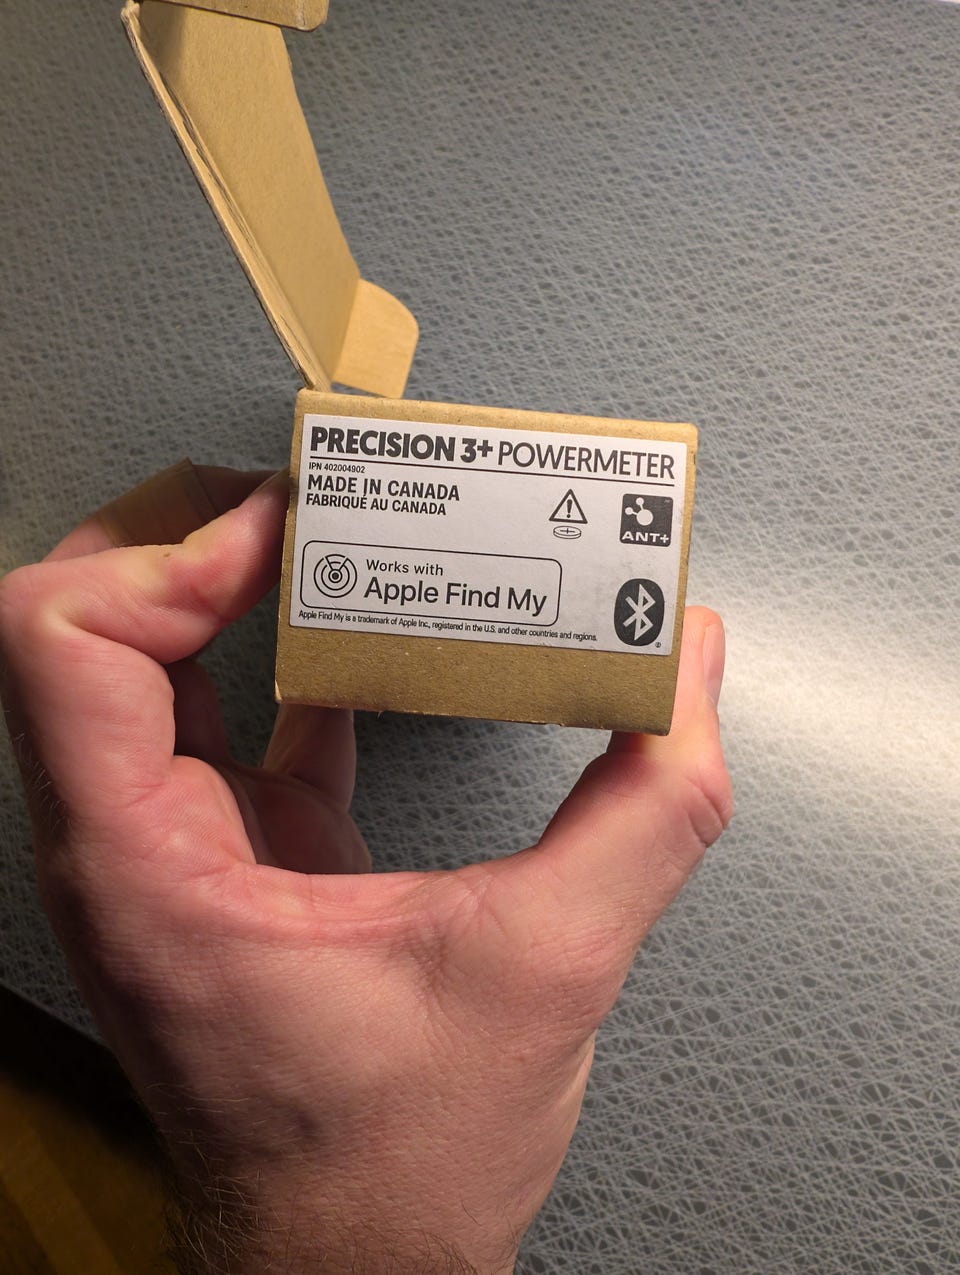 PRECISION 3+ POWERMETER
IPN 402004902
MADE IN CANADA
FABRIQUÉ AU CANADA
ANT+
Works with
Apple Find My
Apple Find My is a trademark of Apple Inc., registered in the U.S. and other countries and regions.